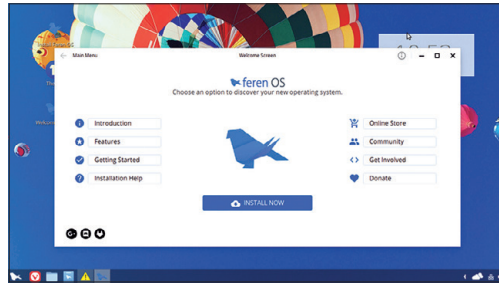 Main Menu
Welcome Screen
feren OS
Choose an option to discover your new operating system.
Introduction
Features
Getting Started
Installation Help
Online Store
Community
Get Involved
Donate
INSTALL NOW